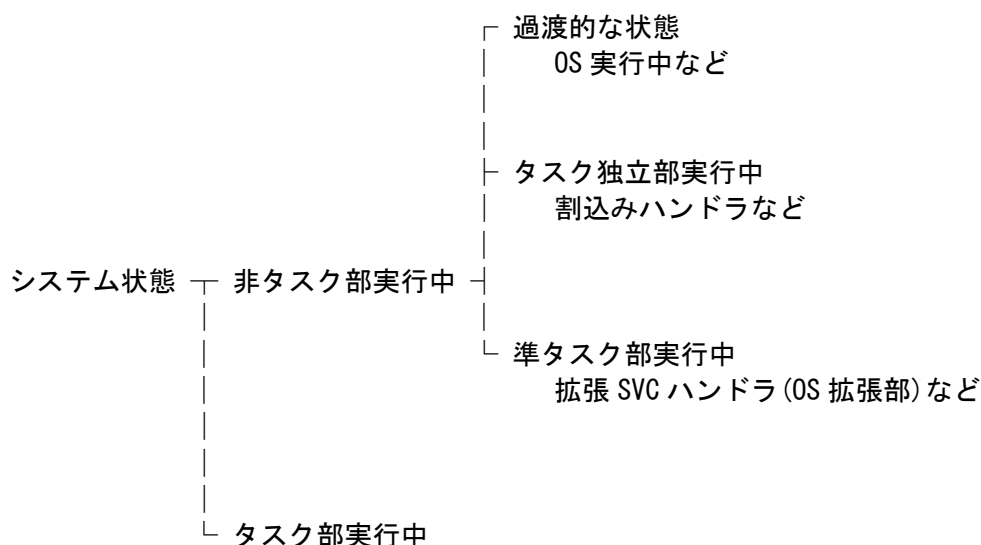 過渡的な状態
OS 実行中など
タスク独立部実行中
割込みハンドラなど
システム状態 非タスク部実行中
準タスク部実行中
拡張 SVC ハンドラ(OS 拡張部)など
タスク部実行中